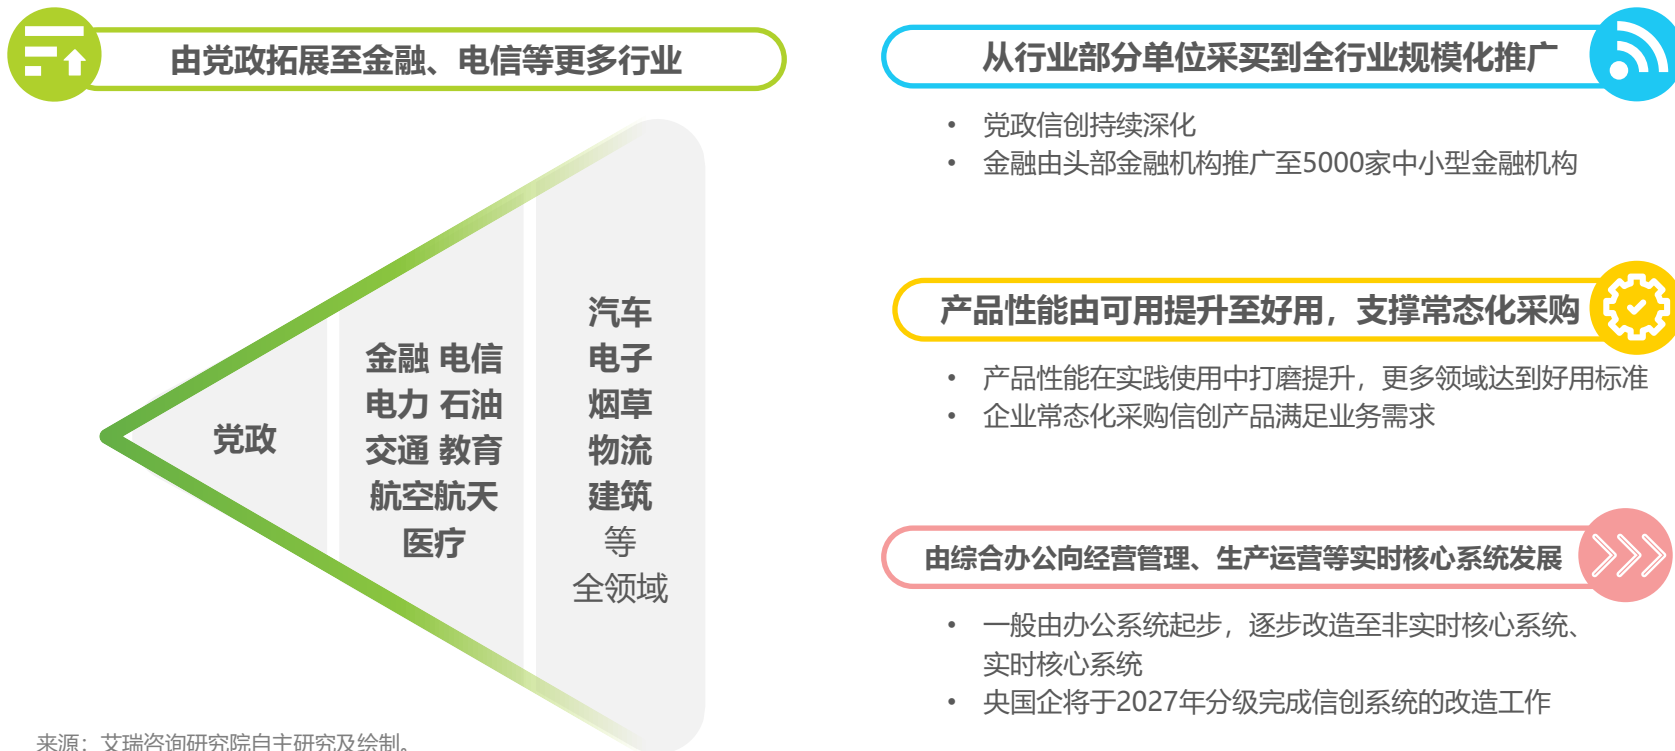 由党政拓展至金融、电信等更多行业
党政
金融 电信
电力 石油
交通 教育
航空航天
医疗
汽车
电子
烟草
物流
建筑
等
全领域
从行业部分单位采买到全行业规模化推广
• 党政信创持续深化
• 金融由头部金融机构推广至5000家中小型金融机构
产品性能由可用提升至好用，支撑常态化采购
• 产品性能在实践使用中打磨提升，更多领域达到好用标准
• 企业常态化采购信创产品满足业务需求
由综合办公向经营管理、生产运营等实时核心系统发展
• 一般由办公系统起步，逐步改造至非实时核心系统、
实时核心系统
• 央国企将于2027年分级完成信创系统的改造工作
来源：艾瑞咨询研究院自主研究及绘制。